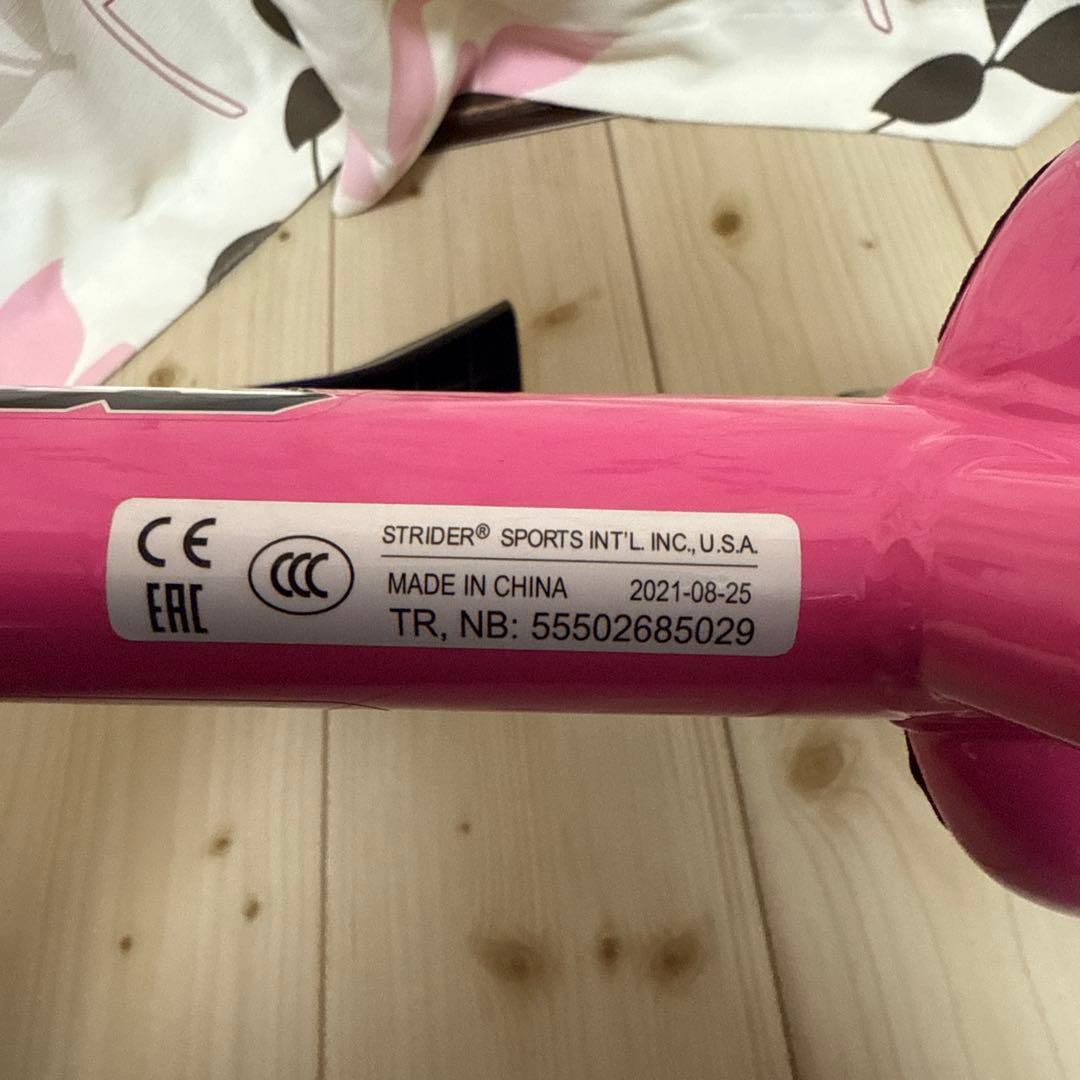 CE
EAC
CCC
STRIDER® SPORTS INT'L. INC., U.S.A.
MADE IN CHINA 2021-08-25
TR, NB: 55502685029